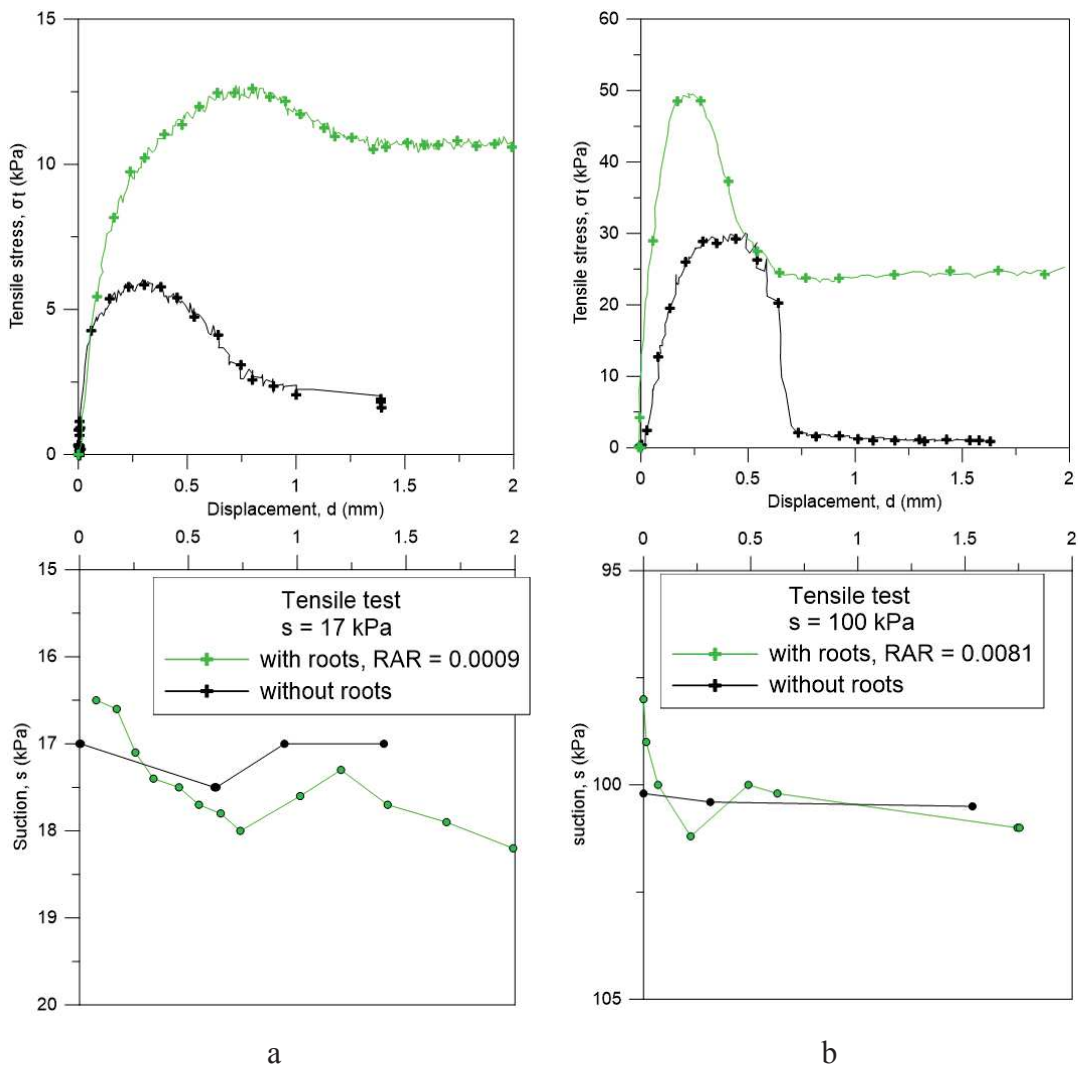 15
10
5
0
Tensile stress, σt (kPa)
0 0.5 1 1.5 2
Displacement, d (mm)
60
50
40
30
20
10
0
Tensile stress, σt (kPa)
0 0.5 1 1.5 2
Displacement, d (mm)
0 0.5 1 1.5 2
15
16
17
18
19
20
Suction, s (kPa)
Tensile test
s = 17 kPa
with roots, RAR = 0.0009
without roots
a
0 0.5 1 1.5 2
95
100
105
suction, s (kPa)
Tensile test
s = 100 kPa
with roots, RAR = 0.0081
without roots
b